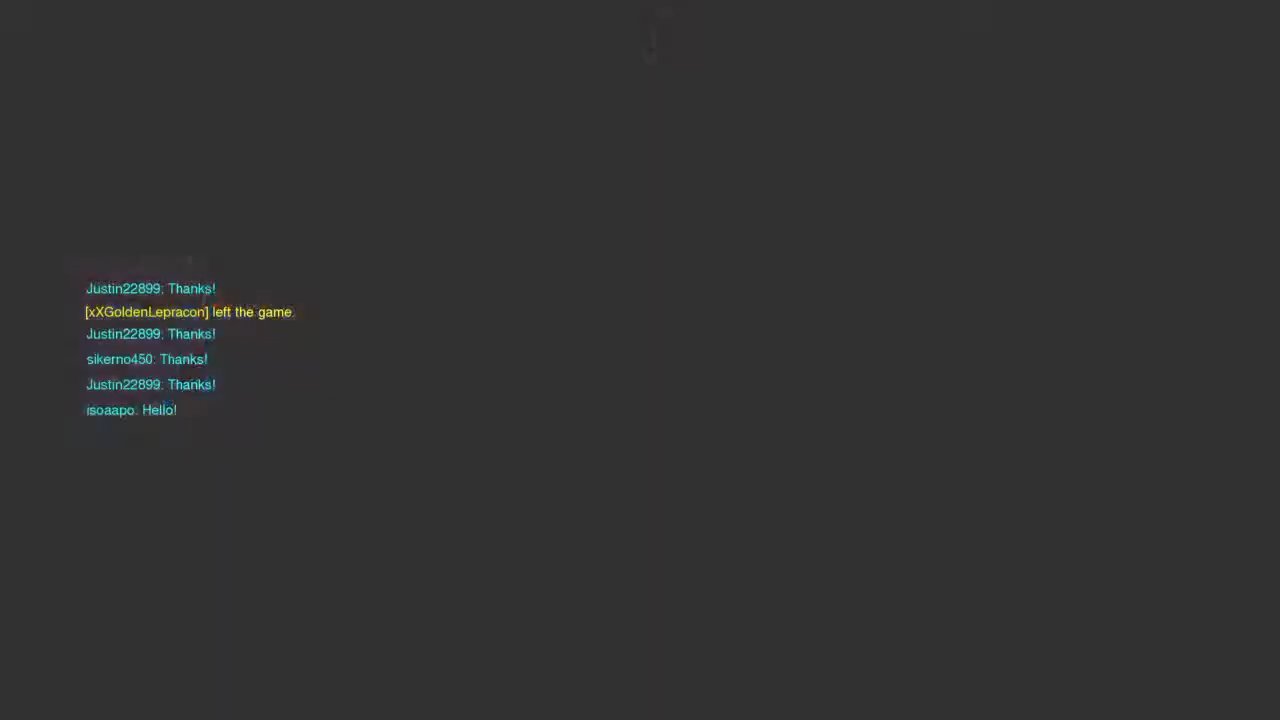 Justin22899: Thanks!
[xXGoldenLepracon] left the game.
Justin22899: Thanks!
sikerno450: Thanks!
Justin22899: Thanks!
isoaapo: Hello!